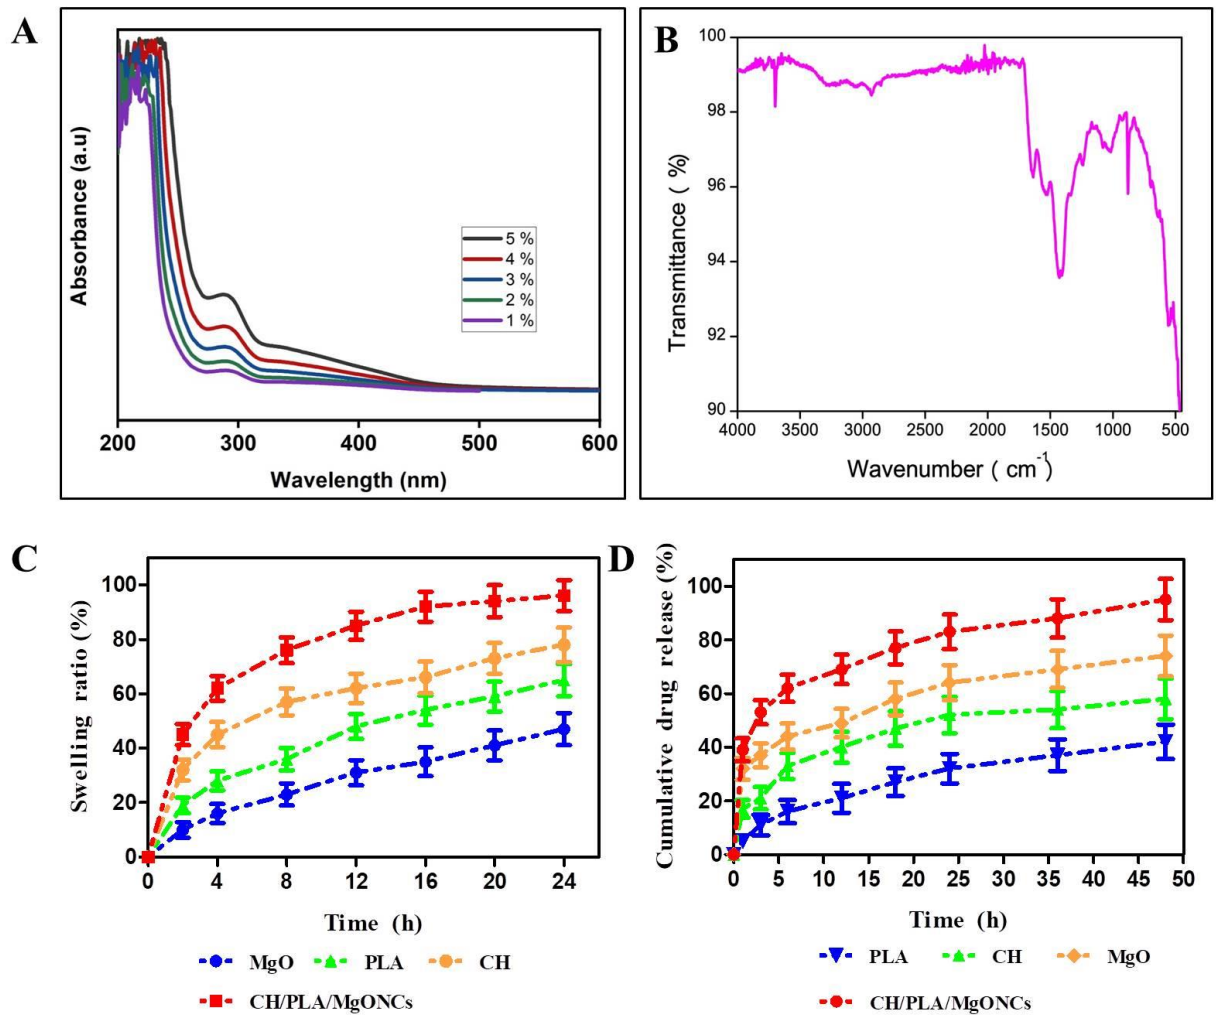 A
Absorbance (a.u)
5 %
4 %
3 %
2 %
1 %
200 300 400 500 600
Wavelength (nm)
B
Transmittance ( %)
100
98
96
94
92
90
4000 3500 3000 2500 2000 1500 1000 500
Wavenumber ( cm⁻¹)
C
Swelling ratio (%)
100
80
60
40
20
0
0 4 8 12 16 20 24
Time (h)
MgO PLA CH
CH/PLA/MgONCs
D
Cumulative drug release (%)
100
80
60
40
20
0
0 5 10 15 20 25 30 35 40 45 50
Time (h)
PLA CH MgO
CH/PLA/MgONCs